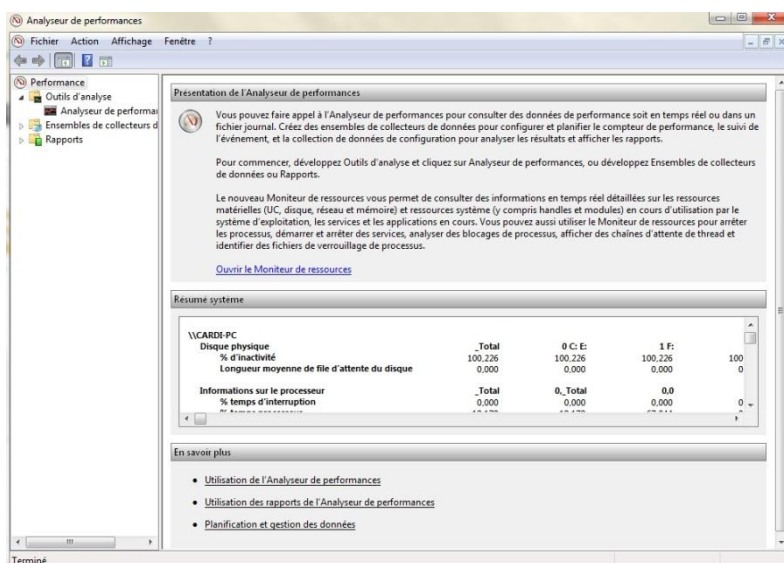 Analyseur de performances
Fichier Action Affichage Fenêtre ?
Performance
Outils d'analyse
Analyseur de performa
Ensembles de collecteurs d
Rapports
Présentation de l'Analyseur de performances
Vous pouvez faire appel à l'Analyseur de performances pour consulter des données de performance soit en temps réel ou dans un
fichier journal. Créez des ensembles de collecteurs de données pour configurer et planifier le compteur de performance, le suivi de
l'événement, et la collection de données de configuration pour analyser les résultats et afficher les rapports.
Pour commencer, développez Outils d'analyse et cliquez sur Analyseur de performances, ou développez Ensembles de collecteurs
de données ou Rapports.
Le nouveau Moniteur de ressources vous permet de consulter des informations en temps réel détaillées sur les ressources
matérielles (UC, disque, réseau et mémoire) et ressources système (y compris handles et modules) en cours d'utilisation par le
système d'exploitation, les services et les applications en cours. Vous pouvez aussi utiliser le Moniteur de ressources pour arrêter
les processus, démarrer et arrêter des services, analyser des blocages de processus, afficher des chaînes d'attente de thread et
identifier des fichiers de verrouillage de processus.
Ouvrir le Moniteur de ressources
Résumé système
\\CARDI-PC
Disque physique _Total 0 C: E: 1 F:
% d'inactivité 100,226 100,226 100,226 100
Longueur moyenne de file d'attente du disque 0,000 0,000 0,000 0
Informations sur le processeur _Total 0,_Total 0,0
% temps d'interruption 0,000 0,000 0,000 0
En savoir plus
Utilisation de l'Analyseur de performances
Utilisation des rapports de l'Analyseur de performances
Planification et gestion des données
Terminé